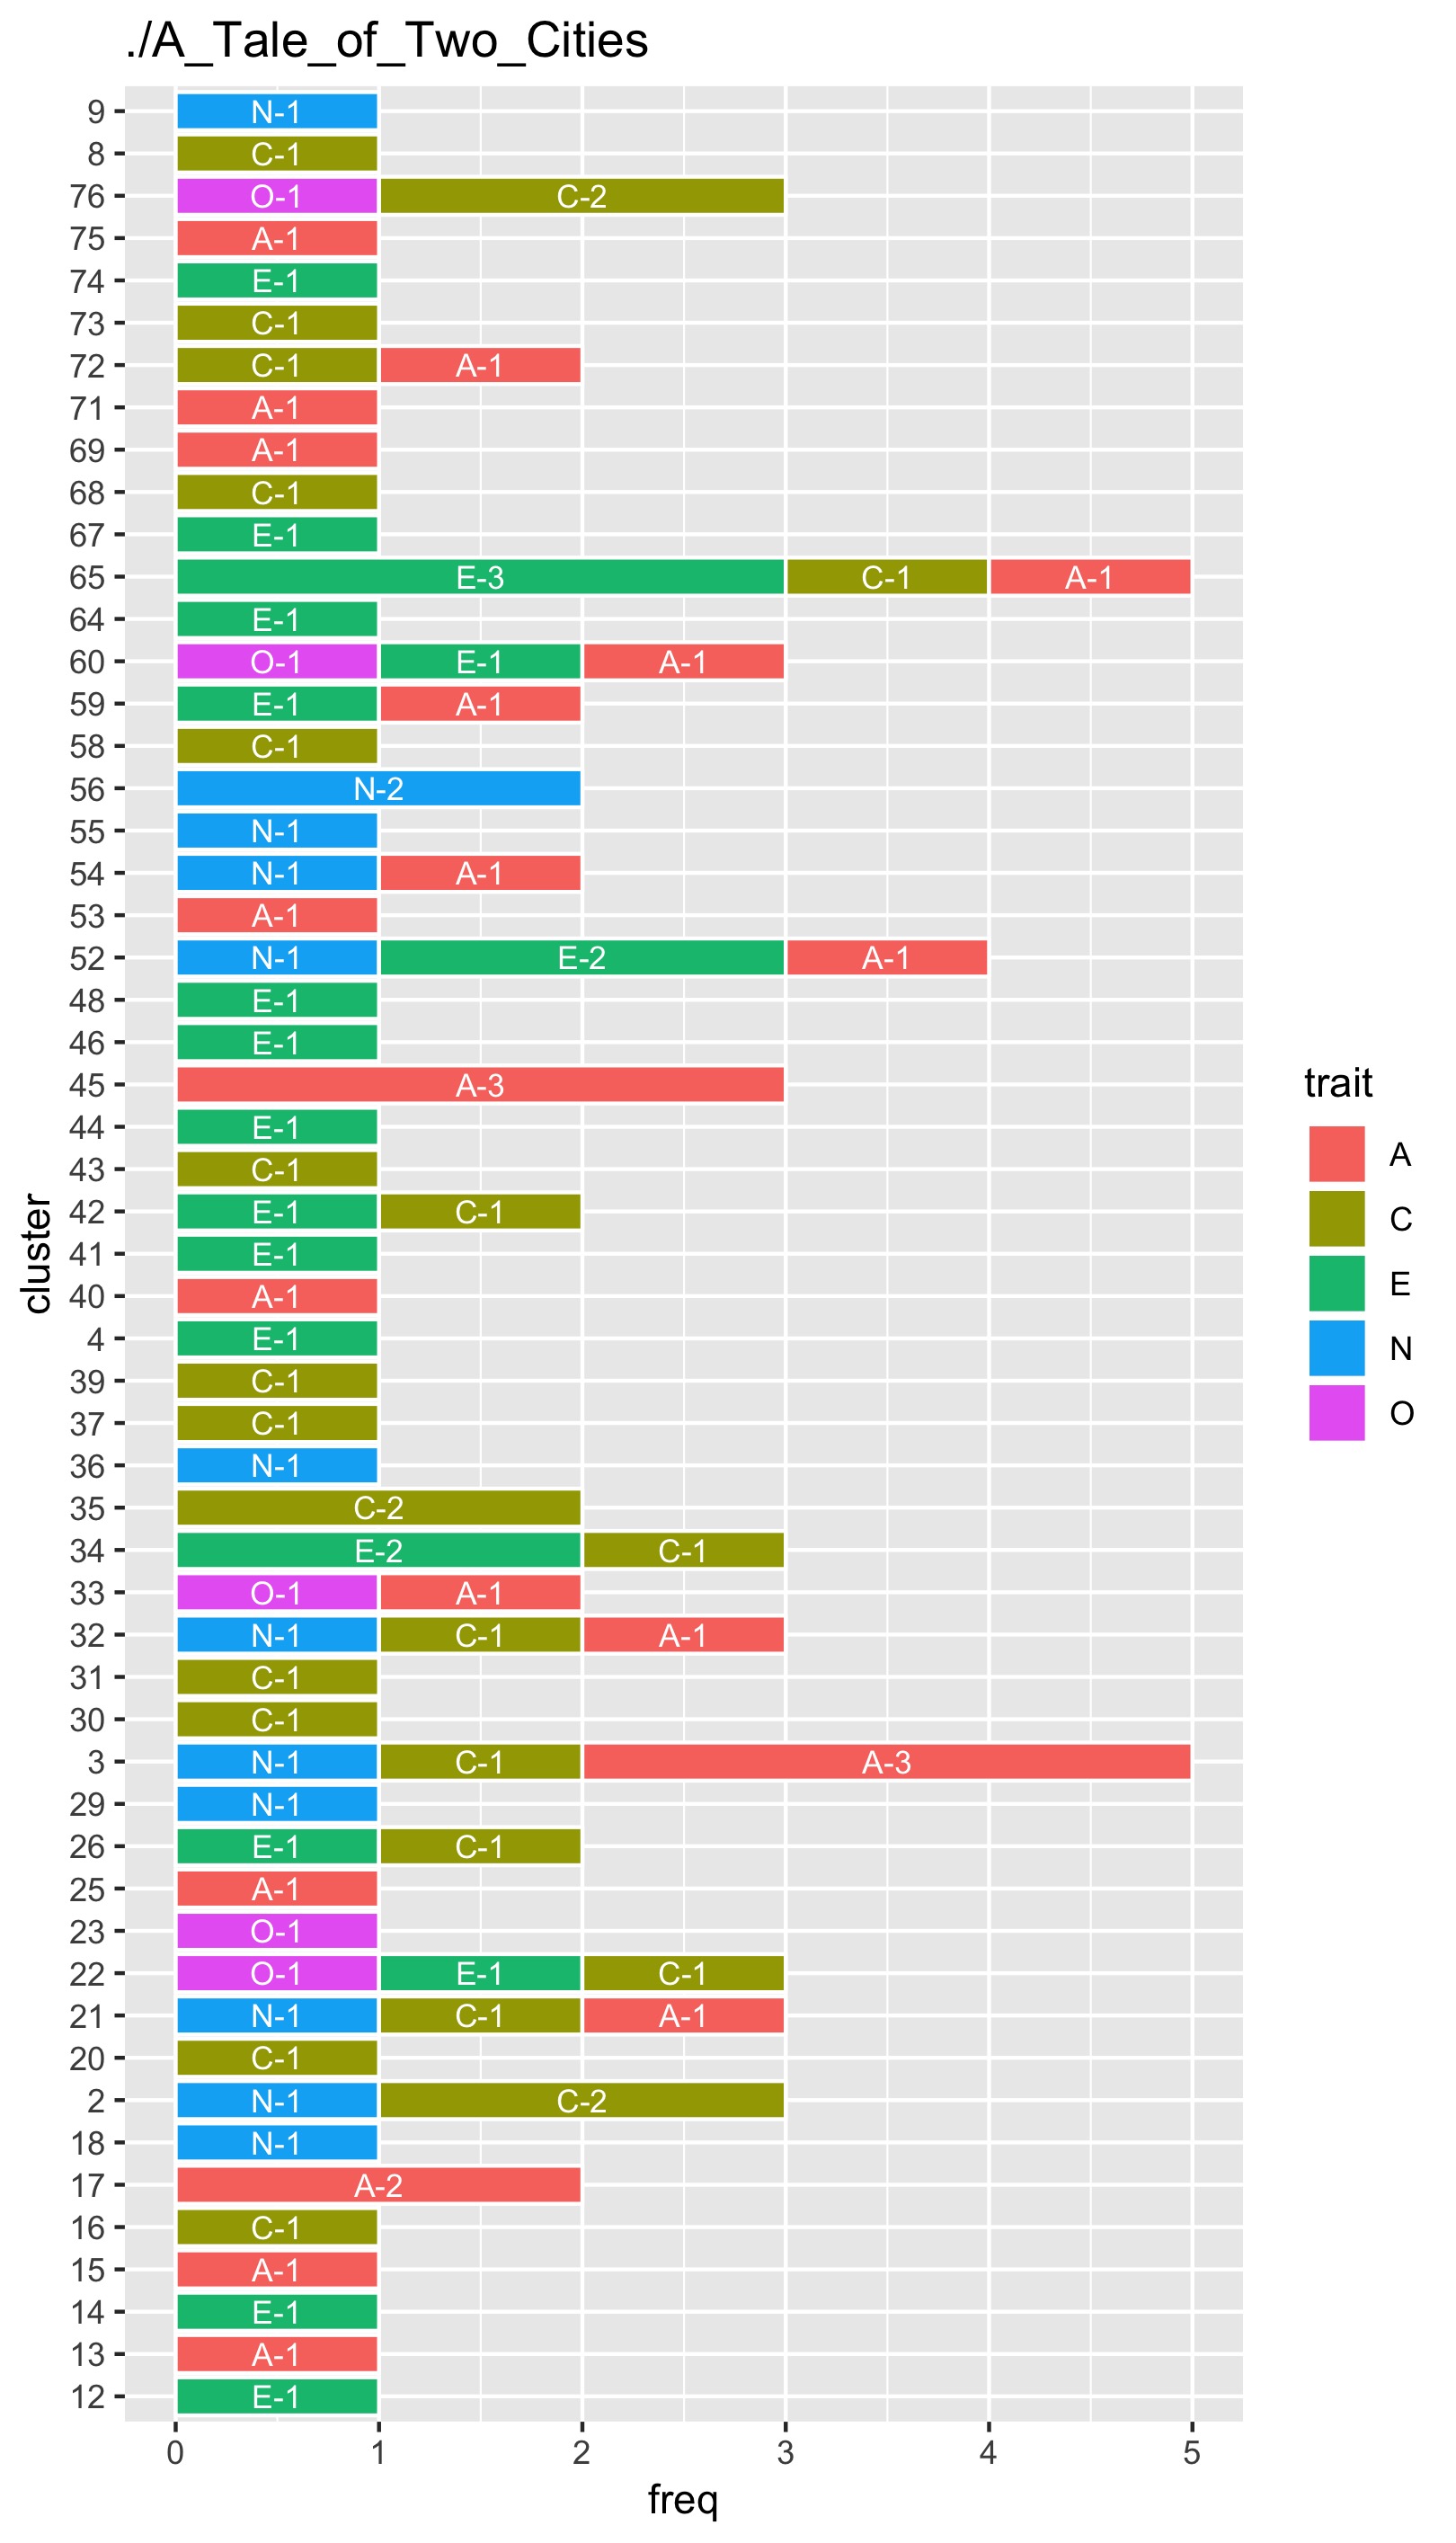 ./A_Tale_of_Two_Cities
9 N-1
8 C-1
76 O-1 C-2
75 A-1
74 E-1
73 C-1
72 C-1 A-1
71 A-1
69 A-1
68 C-1
67 E-1
65 E-3 C-1 A-1
64 E-1
60 O-1 E-1 A-1
59 E-1 A-1
58 C-1
56 N-2
55 N-1
54 N-1 A-1
53 A-1
52 N-1 E-2 A-1
48 E-1
46 E-1
45 A-3
44 E-1
43 C-1
42 E-1 C-1
41 E-1
40 A-1
4 E-1
39 C-1
37 C-1
36 N-1
35 C-2
34 E-2 C-1
33 O-1 A-1
32 N-1 C-1 A-1
31 C-1
30 C-1
3 N-1 C-1 A-3
29 N-1
26 E-1 C-1
25 A-1
23 O-1
22 O-1 E-1 C-1
21 N-1 C-1 A-1
20 C-1
2 N-1 C-2
18 N-1
17 A-2
16 C-1
15 A-1
14 E-1
13 A-1
12 E-1
0 1 2 3 4 5
freq
cluster
trait
A
C
E
N
O